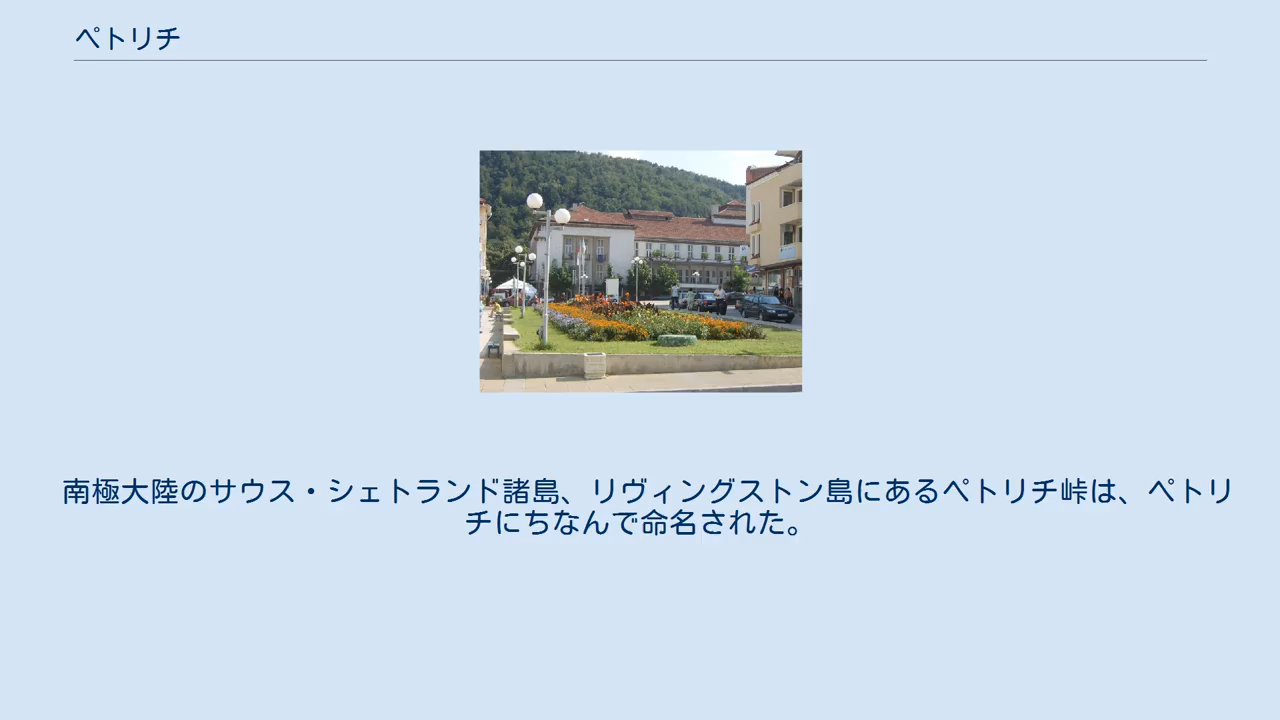 ペトリチ
南極大陸のサウス・シェトランド諸島、リヴィングストン島にあるペトリチ峠は、ペトリ
チにちなんで命名された。